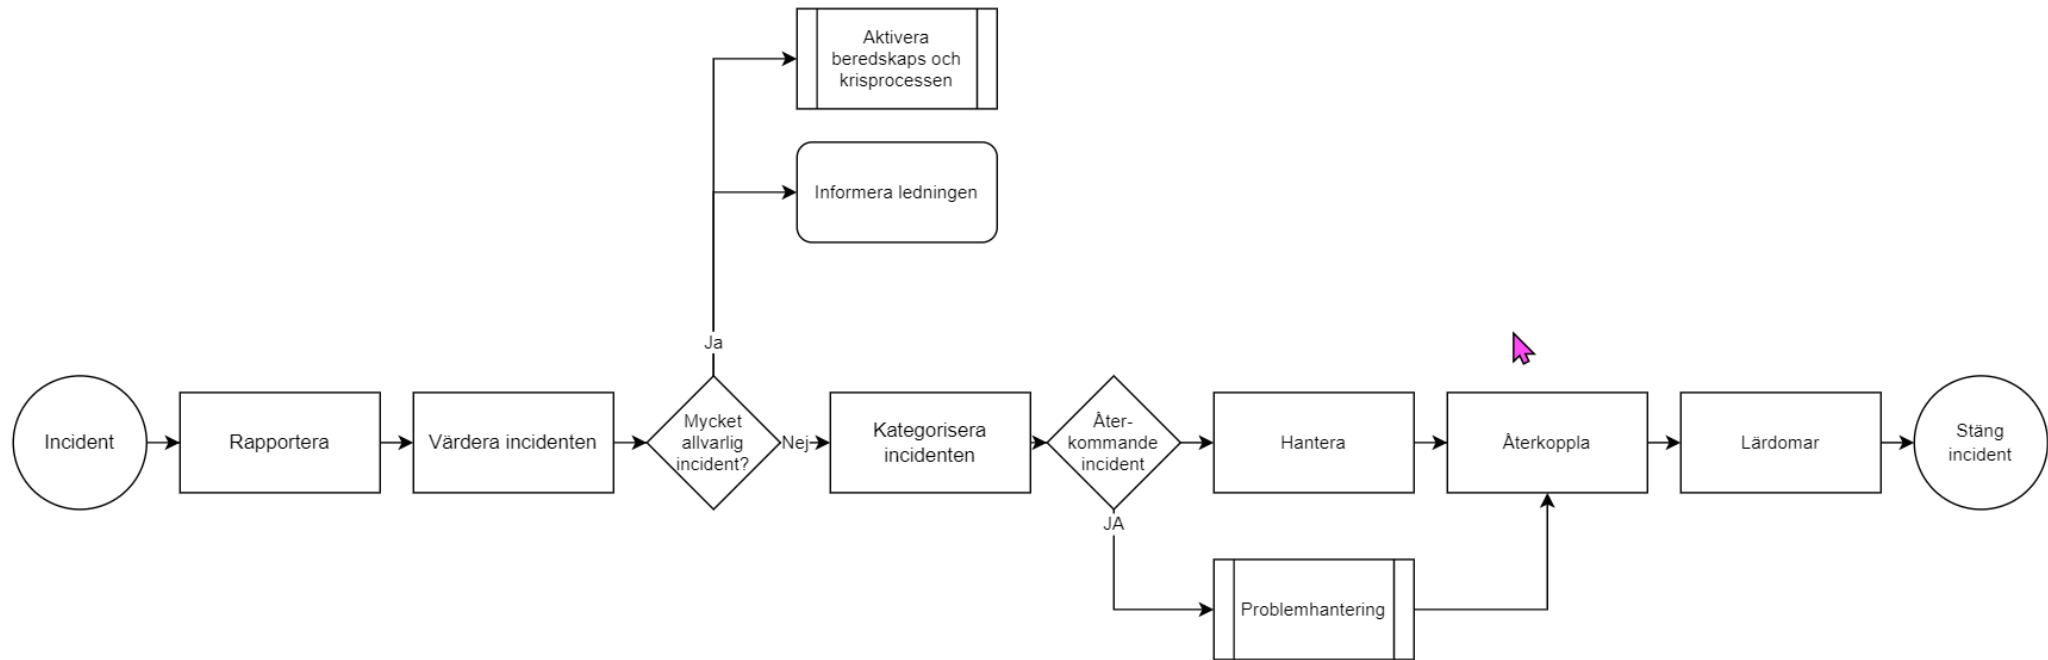 Aktivera
beredskaps och
krisprocessen
Informera ledningen
Ja
Incident
Rapportera
Värdera incidenten
Mycket
allvarlig
incident?
Nej
Kategorisera
incidenten
Åter-
kommande
incident
Hantera
Återkoppla
Lärdomar
Stäng
incident
JA
Problemhantering